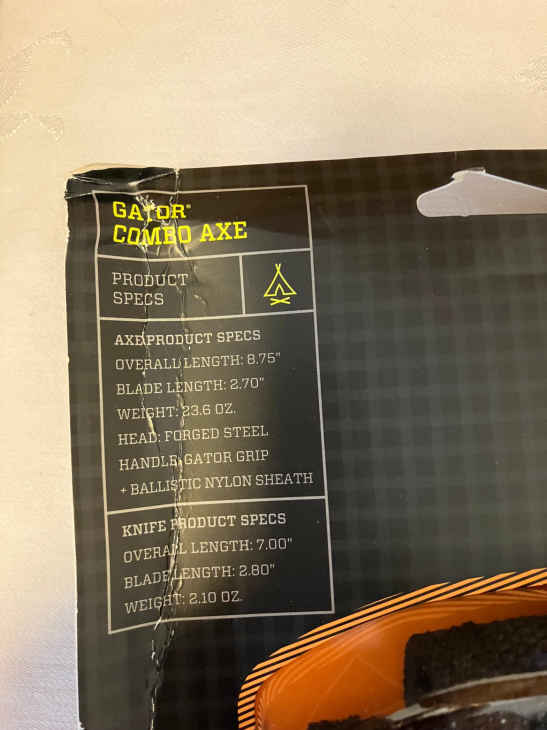 GATOR®
COMBO AXE
PRODUCT
SPECS
AXE PRODUCT SPECS
OVERALL LENGTH: 8.75"
BLADE LENGTH: 2.70"
WEIGHT: 23.6 OZ.
HEAD: FORGED STEEL
HANDLE: GATOR GRIP
+ BALLISTIC NYLON SHEATH
KNIFE PRODUCT SPECS
OVERALL LENGTH: 7.00"
BLADE LENGTH: 2.80"
WEIGHT: 2.10 OZ.